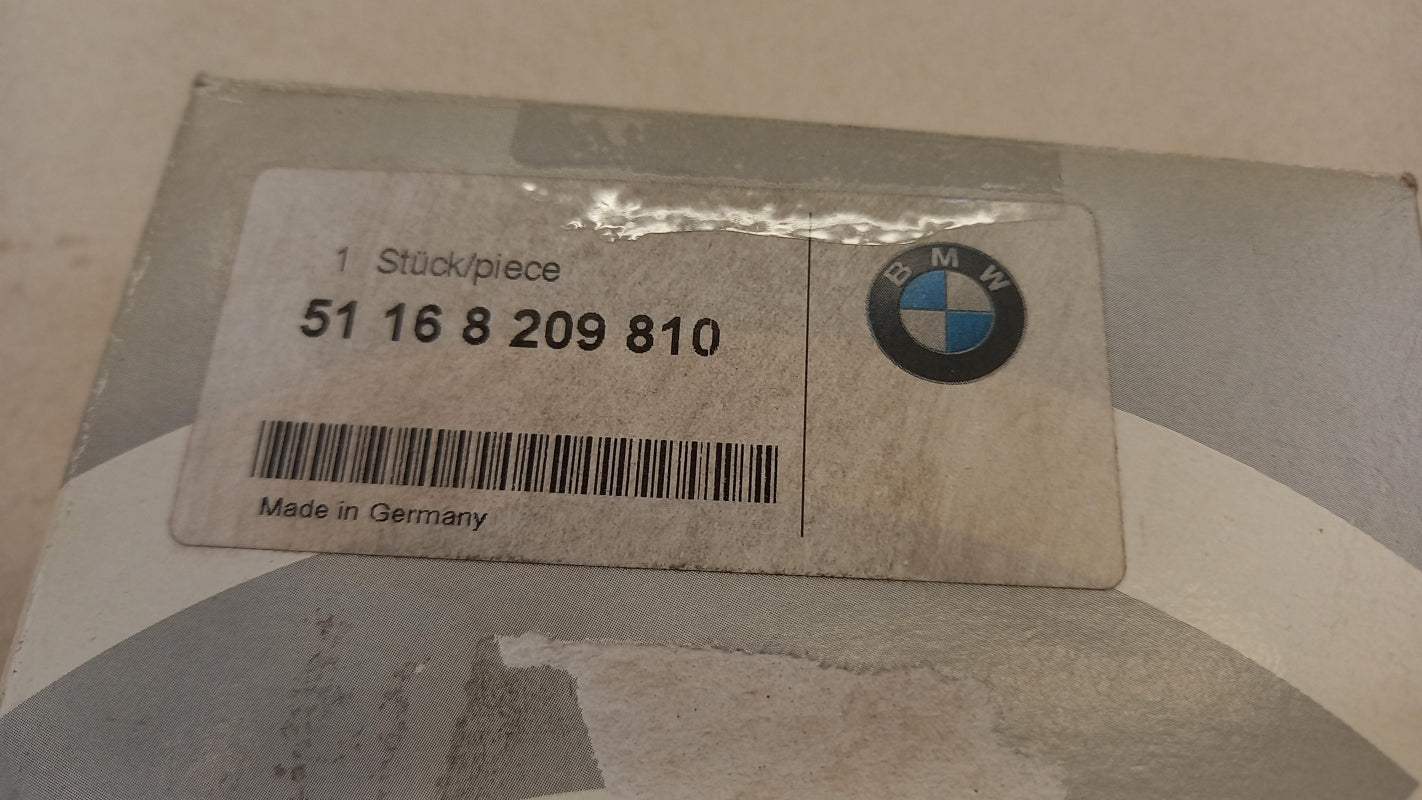 1 Stück/piece
51 16 8 209 810
Made in Germany
BMW